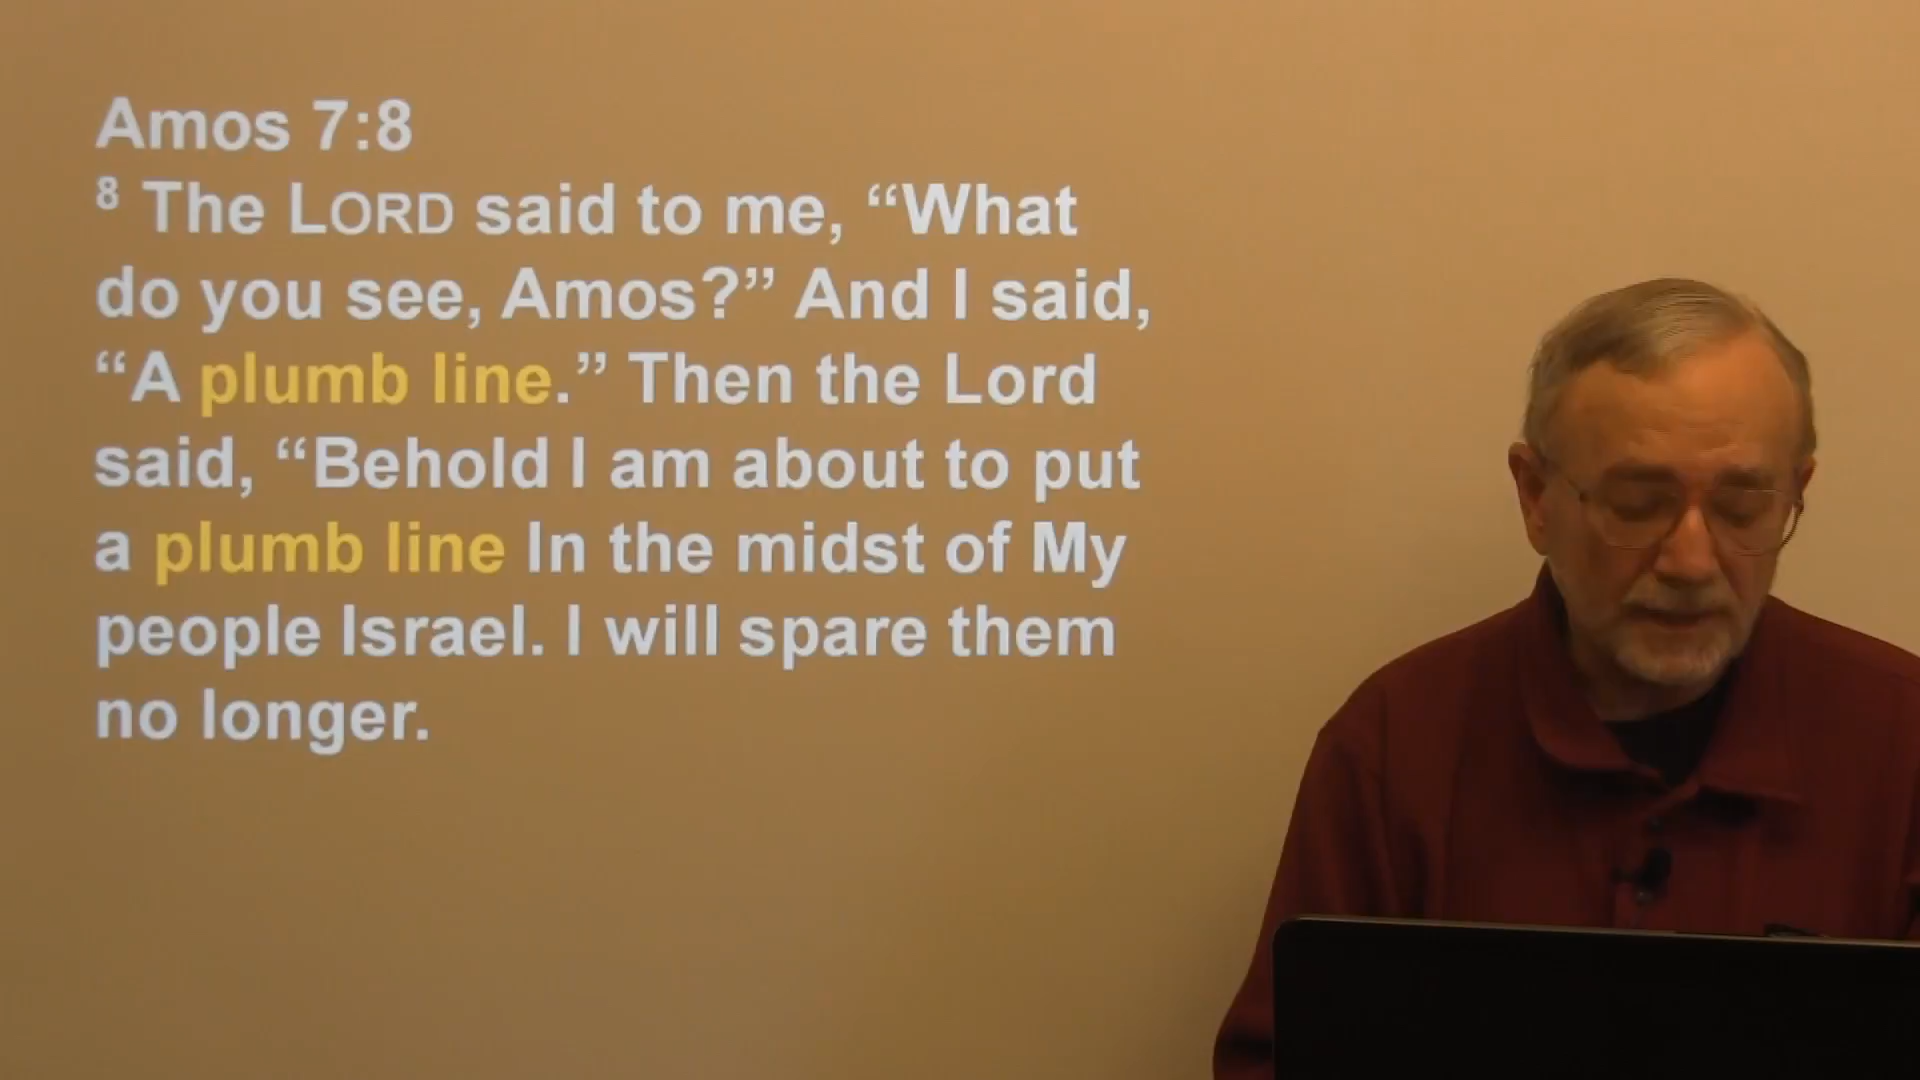 Amos 7:8
8 The LORD said to me, “What
do you see, Amos?” And I said,
“A plumb line.” Then the Lord
said, “Behold I am about to put
a plumb line In the midst of My
people Israel. I will spare them
no longer.